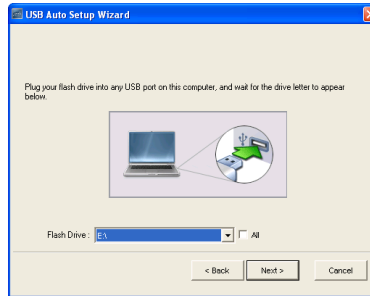 USB Auto Setup Wizard
Plug your flash drive into any USB port on this computer, and wait for the drive letter to appear
below.
Flash Drive : E:\ All
< Back Next > Cancel